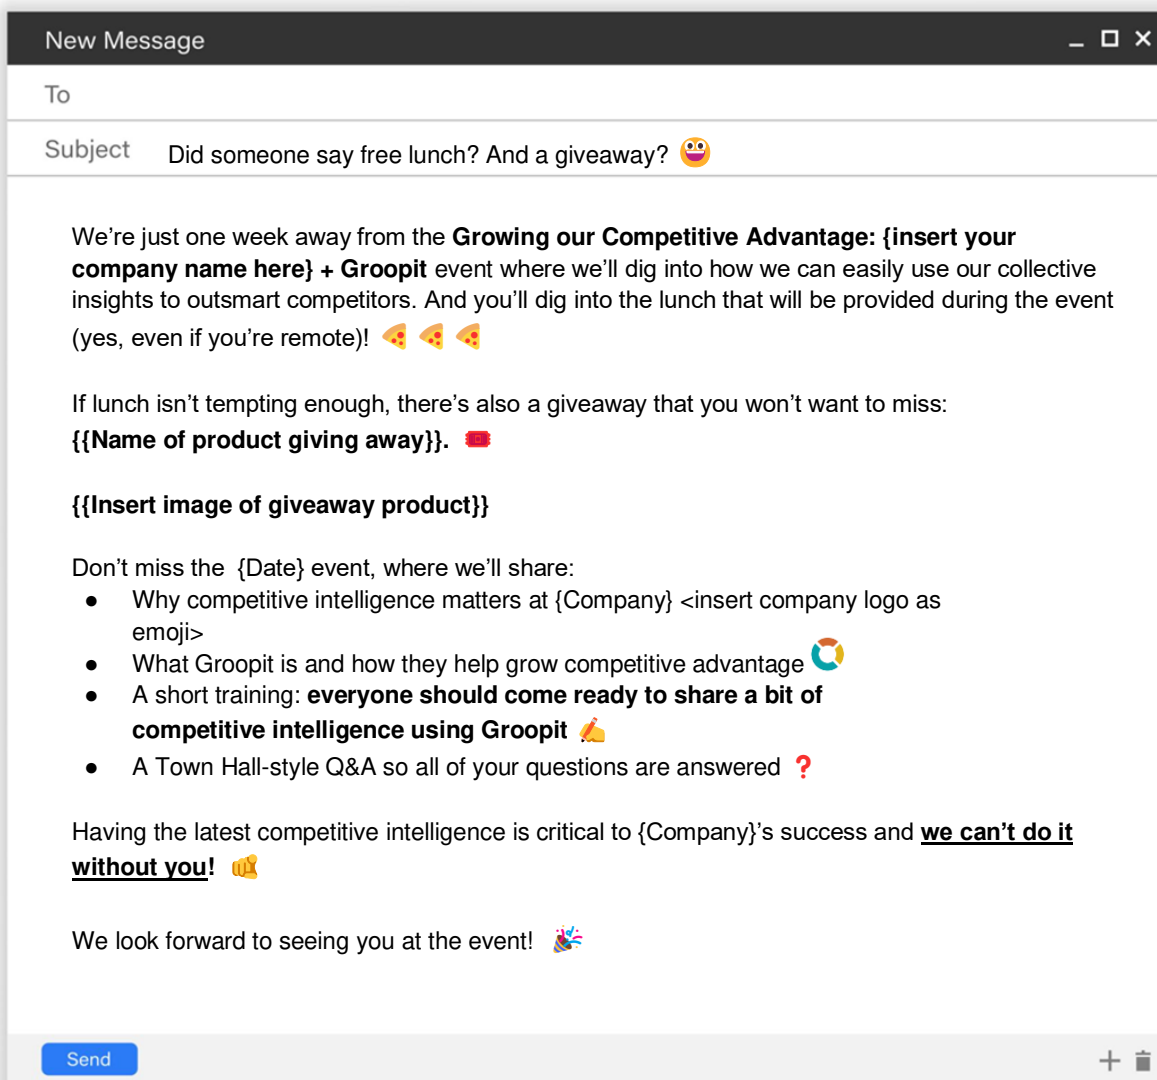 New Message
To
Subject Did someone say free lunch? And a giveaway? 😀
We’re just one week away from the Growing our Competitive Advantage: {insert your
company name here} + Groopit event where we’ll dig into how we can easily use our collective
insights to outsmart competitors. And you’ll dig into the lunch that will be provided during the event
(yes, even if you’re remote)! 🍕 🍕 🍕
If lunch isn’t tempting enough, there’s also a giveaway that you won’t want to miss:
{{Name of product giving away}}. 🎟️
{{Insert image of giveaway product}}
Don’t miss the {Date} event, where we’ll share:
● Why competitive intelligence matters at {Company} <insert company logo as
emoji>
● What Groopit is and how they help grow competitive advantage
● A short training: everyone should come ready to share a bit of
competitive intelligence using Groopit ✍️
● A Town Hall-style Q&A so all of your questions are answered ❓
Having the latest competitive intelligence is critical to {Company}’s success and we can’t do it
without you! 🫵
We look forward to seeing you at the event! 🎉
Send